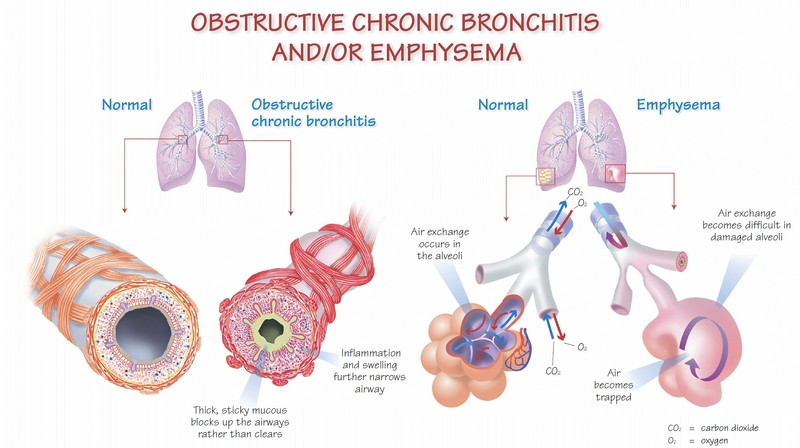 OBSTRUCTIVE CHRONIC BRONCHITIS
AND/OR EMPHYSEMA
Normal
Obstructive
chronic bronchitis
Inflammation
and swelling
further narrows
airway
Thick, sticky mucous
blocks up the airways
rather than clears
Normal
Emphysema
CO₂
O₂
Air exchange
occurs in
the alveoli
Air exchange
becomes difficult in
damaged alveoli
O₂
CO₂
Air
becomes
trapped
CO₂ = carbon dioxide
O₂ = oxygen